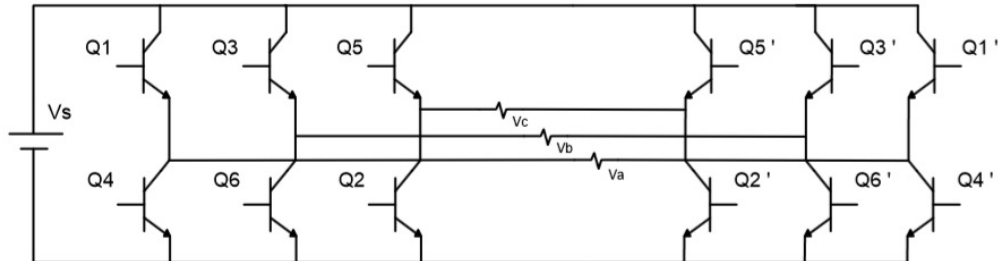 Q1 Q3 Q5 Q5 ' Q3 ' Q1 '
Vs
Vc
Vb
Va
Q4 Q6 Q2 Q2 ' Q6 ' Q4 '